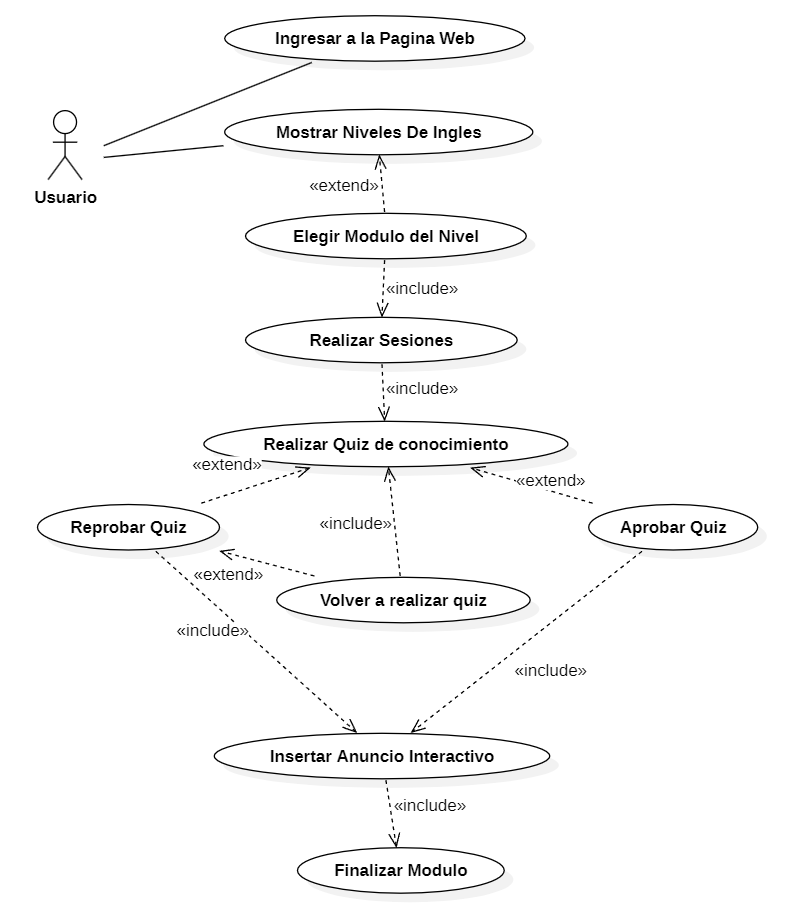 Ingresar a la Pagina Web
Mostrar Niveles De Ingles
Usuario
«extend»
Elegir Modulo del Nivel
«include»
Realizar Sesiones
«include»
Realizar Quiz de conocimiento
«extend»
«extend»
Reprobar Quiz
«include»
Aprobar Quiz
«extend»
Volver a realizar quiz
«include»
«include»
Insertar Anuncio Interactivo
«include»
Finalizar Modulo